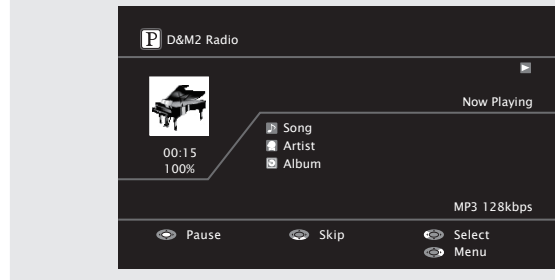 P D&M2 Radio
Now Playing
Song
Artist
Album
00:15
100%
MP3 128kbps
Pause Skip Select
Menu